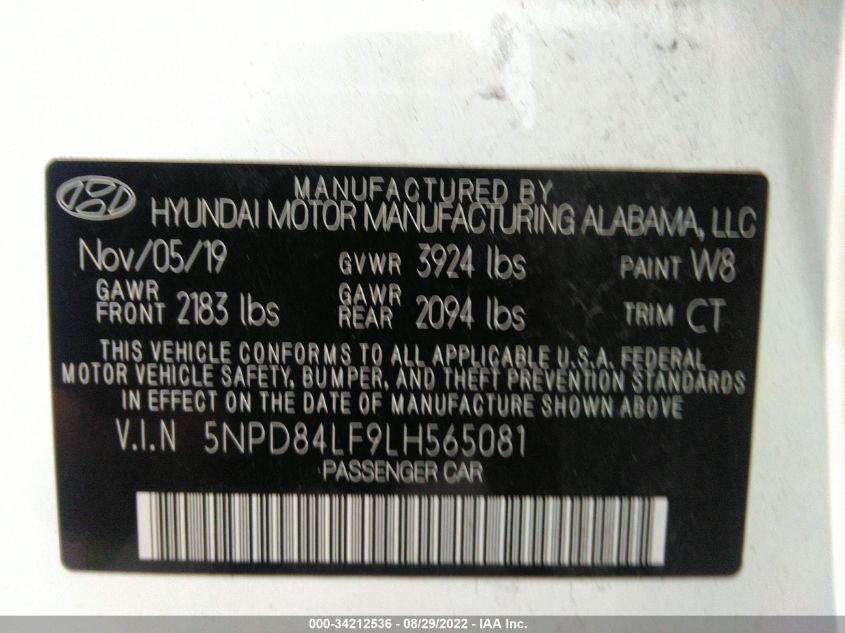 MANUFACTURED BY
HYUNDAI MOTOR MANUFACTURING ALABAMA, LLC
Nov/05/19 GVWR 3924 lbs PAINT W8
GAWR FRONT 2183 lbs GAWR REAR 2094 lbs TRIM CT
THIS VEHICLE CONFORMS TO ALL APPLICABLE U.S.A. FEDERAL
MOTOR VEHICLE SAFETY, BUMPER, AND THEFT PREVENTION STANDARDS
IN EFFECT ON THE DATE OF MANUFACTURE SHOWN ABOVE.
V.I.N 5NPD84LF9LH565081
PASSENGER CAR
000-34212536 - 08/29/2022 - IAA Inc.